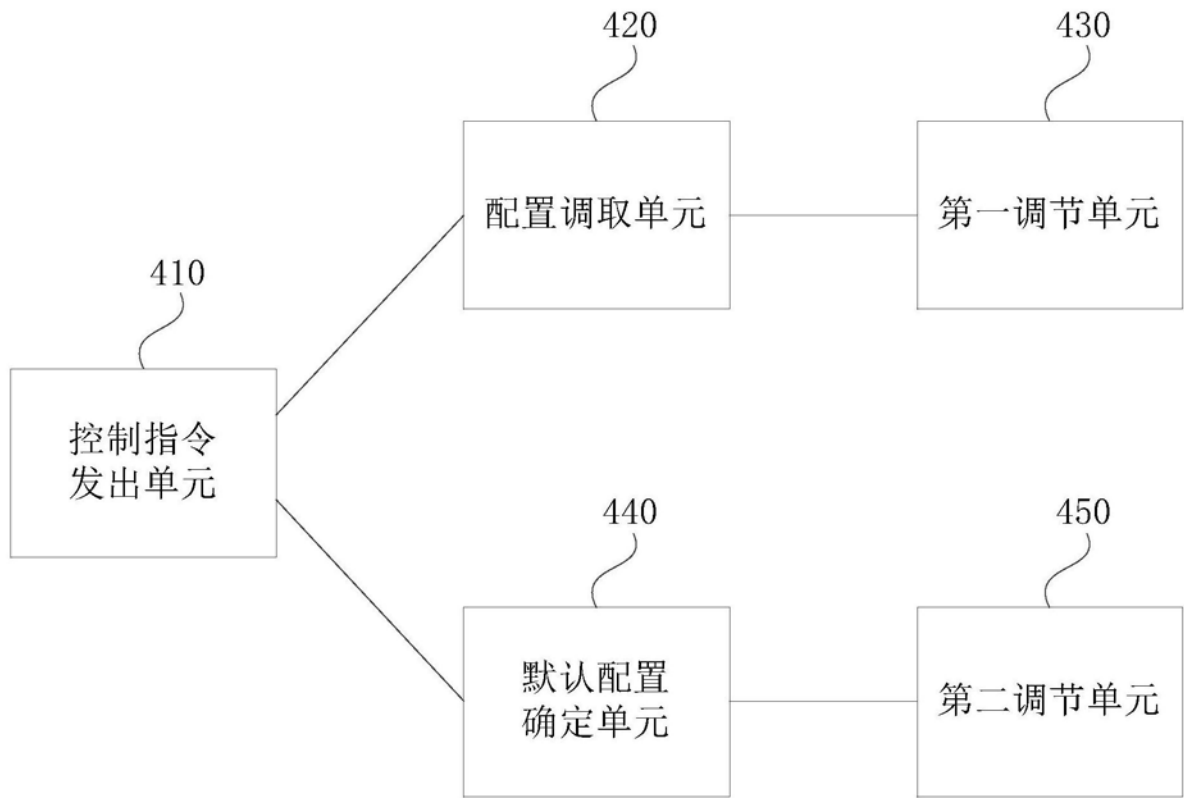 420
430
配置调取单元
第一调节单元
410
控制指令
发出单元
440
450
默认配置
确定单元
第二调节单元